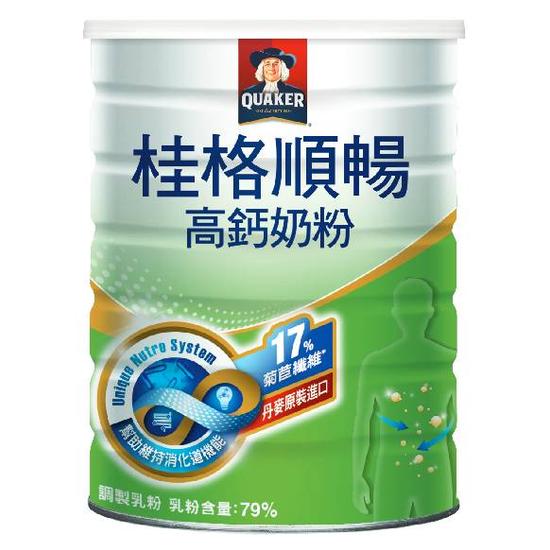 QUAKER
桂格順暢
高鈣奶粉
Unique Nutro System
17%
菊苣纖維*
丹麥原裝進口
幫助維持消化道機能
調製乳粉 乳粉含量:79%